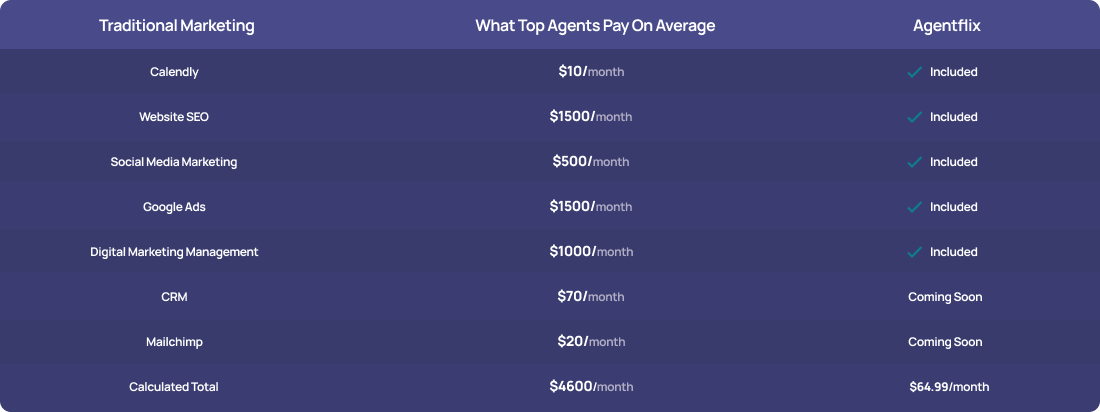 Traditional Marketing What Top Agents Pay On Average Agentflix
Calendly $10/month Included
Website SEO $1500/month Included
Social Media Marketing $500/month Included
Google Ads $1500/month Included
Digital Marketing Management $1000/month Included
CRM $70/month Coming Soon
Mailchimp $20/month Coming Soon
Calculated Total $4600/month $64.99/month